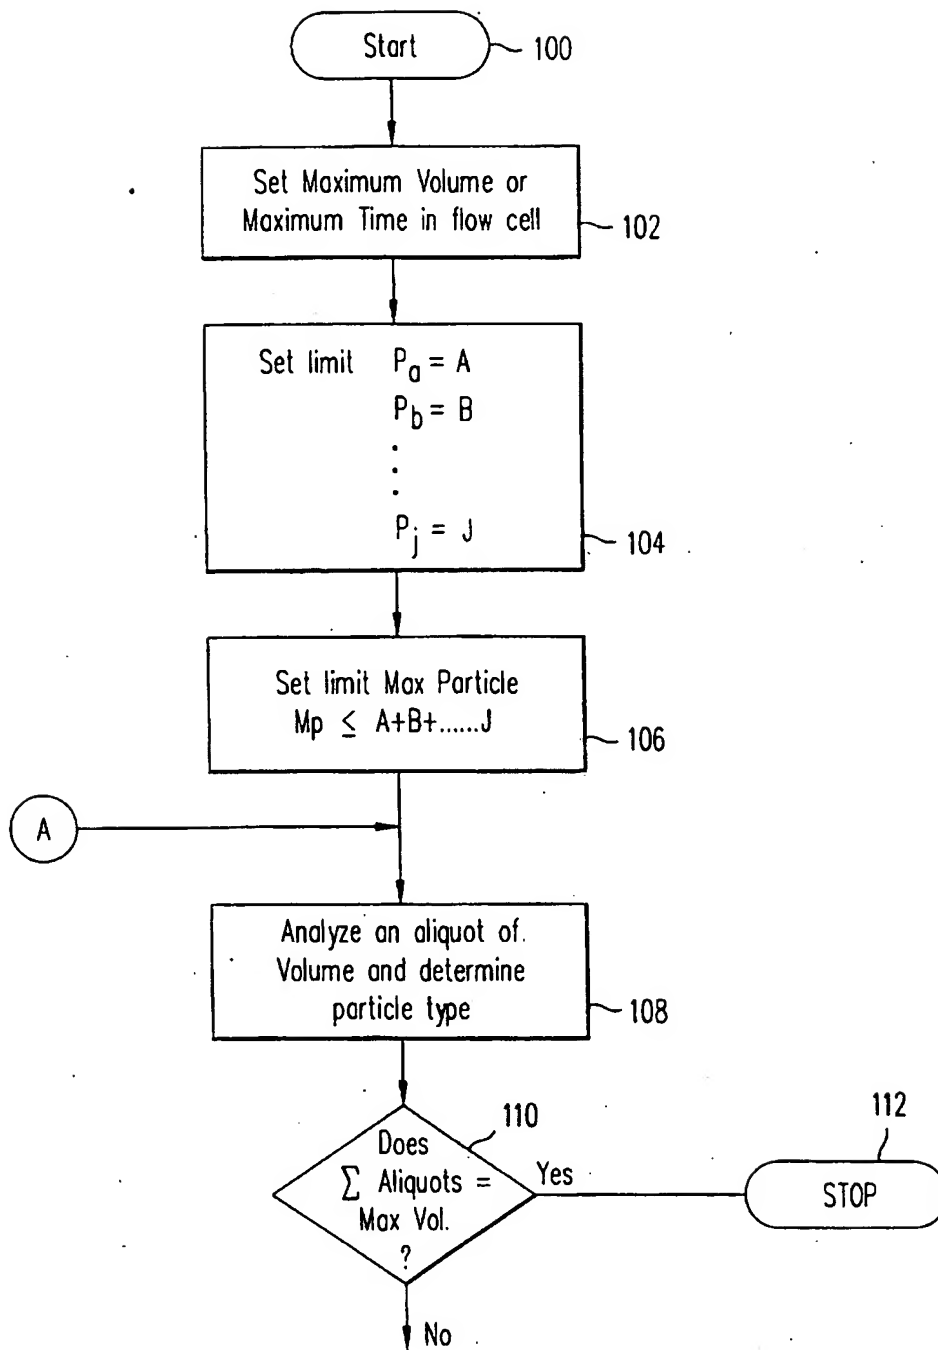 Start
100
Set Maximum Volume or
Maximum Time in flow cell
102
Set limit P_a = A
P_b = B
.
.
.
P_j = J
104
Set limit Max Particle
Mp ≤ A+B+......J
106
A
Analyze an aliquot of.
Volume and determine
particle type
108
110
Does
∑ Aliquots =
Max Vol.
?
Yes
112
STOP
No